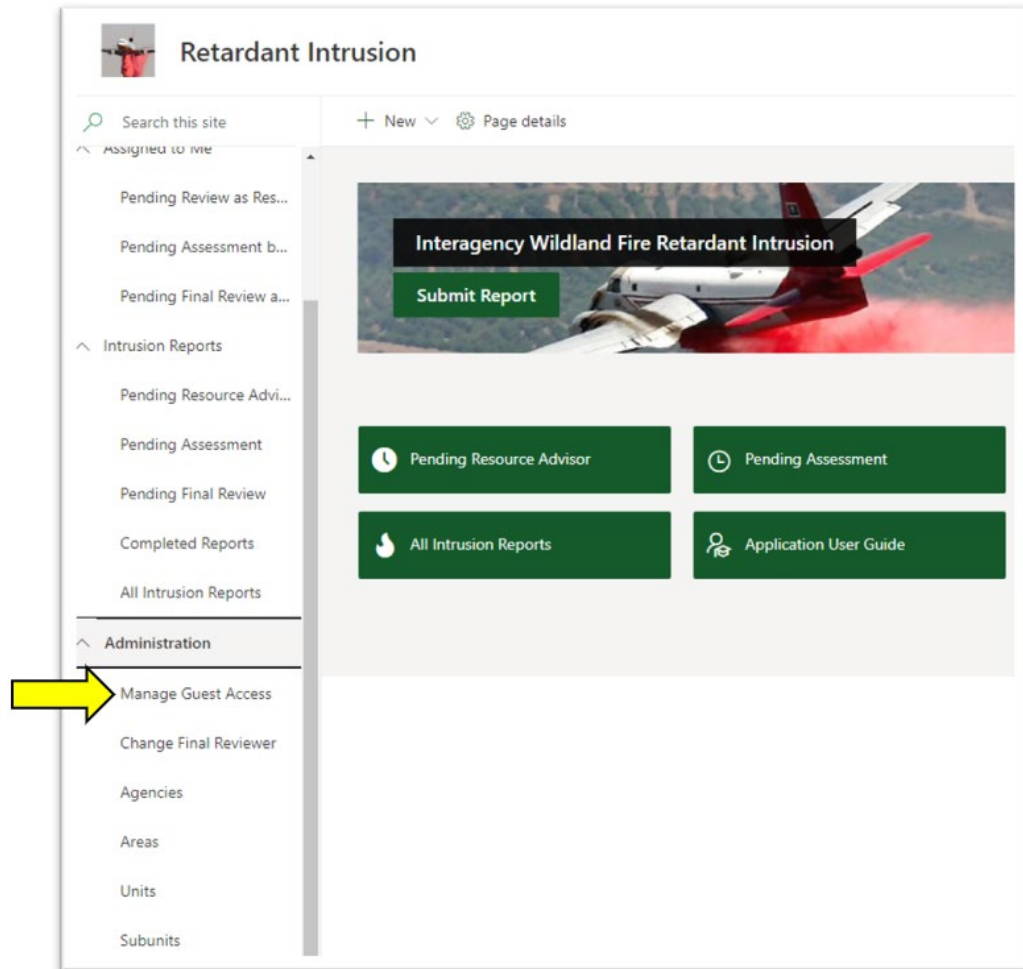 Retardant Intrusion
Search this site
New
Page details
Assigned to Me
Pending Review as Res...
Pending Assessment b...
Pending Final Review a...
Intrusion Reports
Pending Resource Advi...
Pending Assessment
Pending Final Review
Completed Reports
All Intrusion Reports
Administration
Manage Guest Access
Change Final Reviewer
Agencies
Areas
Units
Subunits
Interagency Wildland Fire Retardant Intrusion
Submit Report
Pending Resource Advisor
Pending Assessment
All Intrusion Reports
Application User Guide